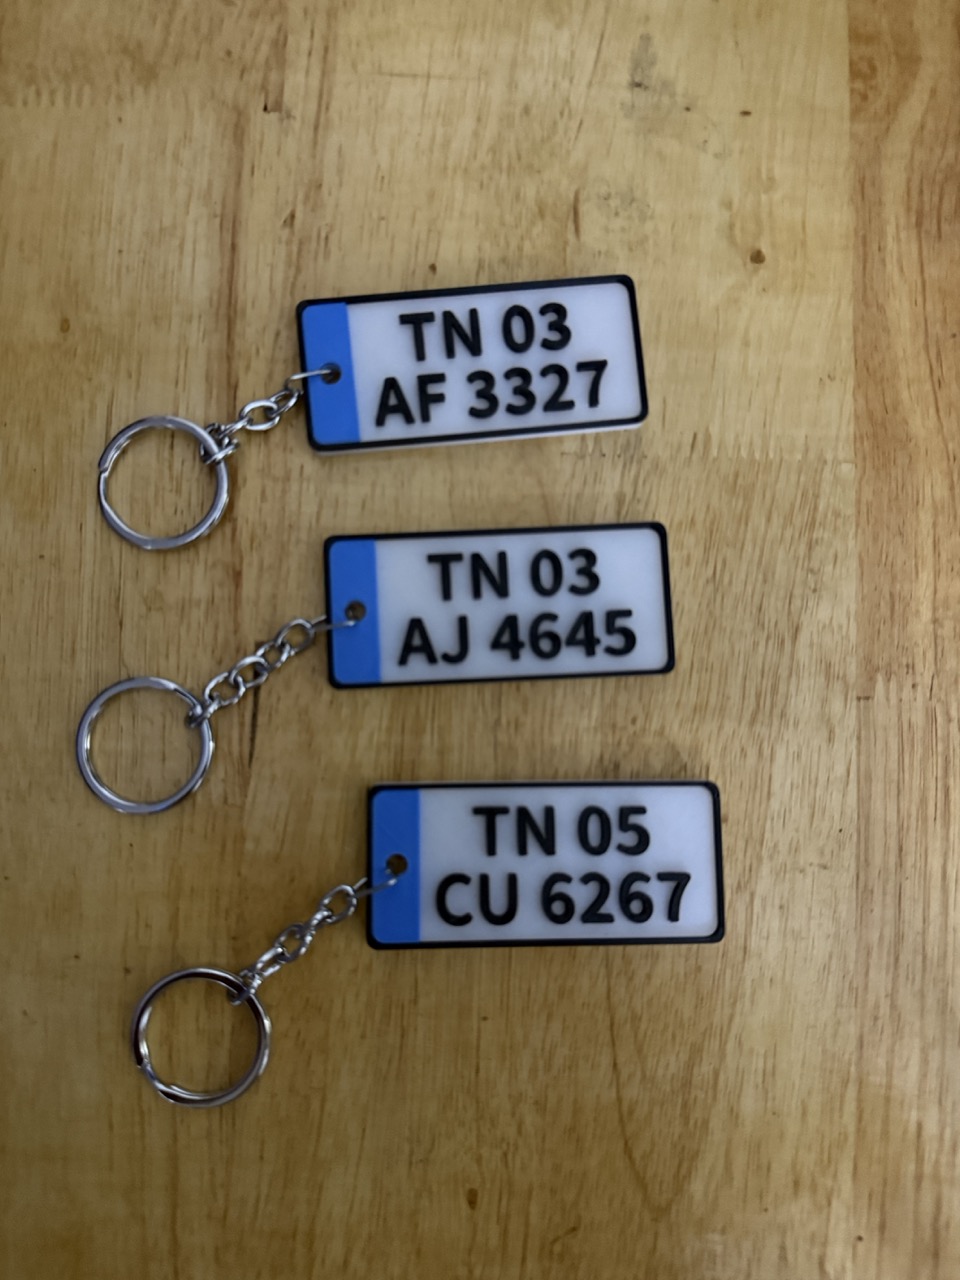 TN 03
AF 3327
TN 03
AJ 4645
TN 05
CU 6267